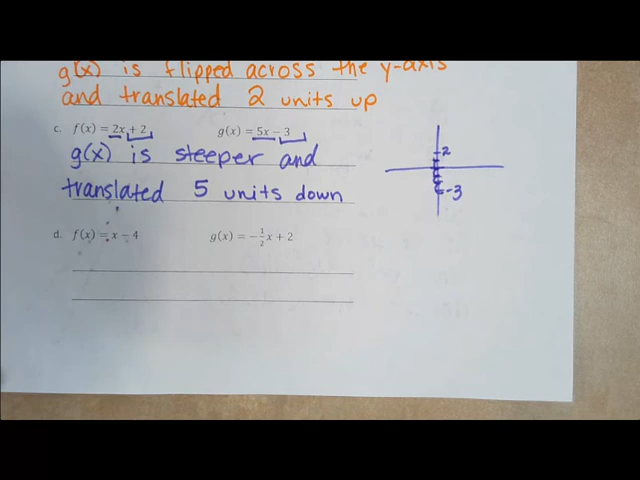 g(x) is flipped across the y-axis
and translated 2 units up
c. f(x) = 2x + 2 g(x) = 5x − 3
g(x) is steeper and
2
translated 5 units down
-3
d. f(x) = x − 4 g(x) = −1/2x + 2